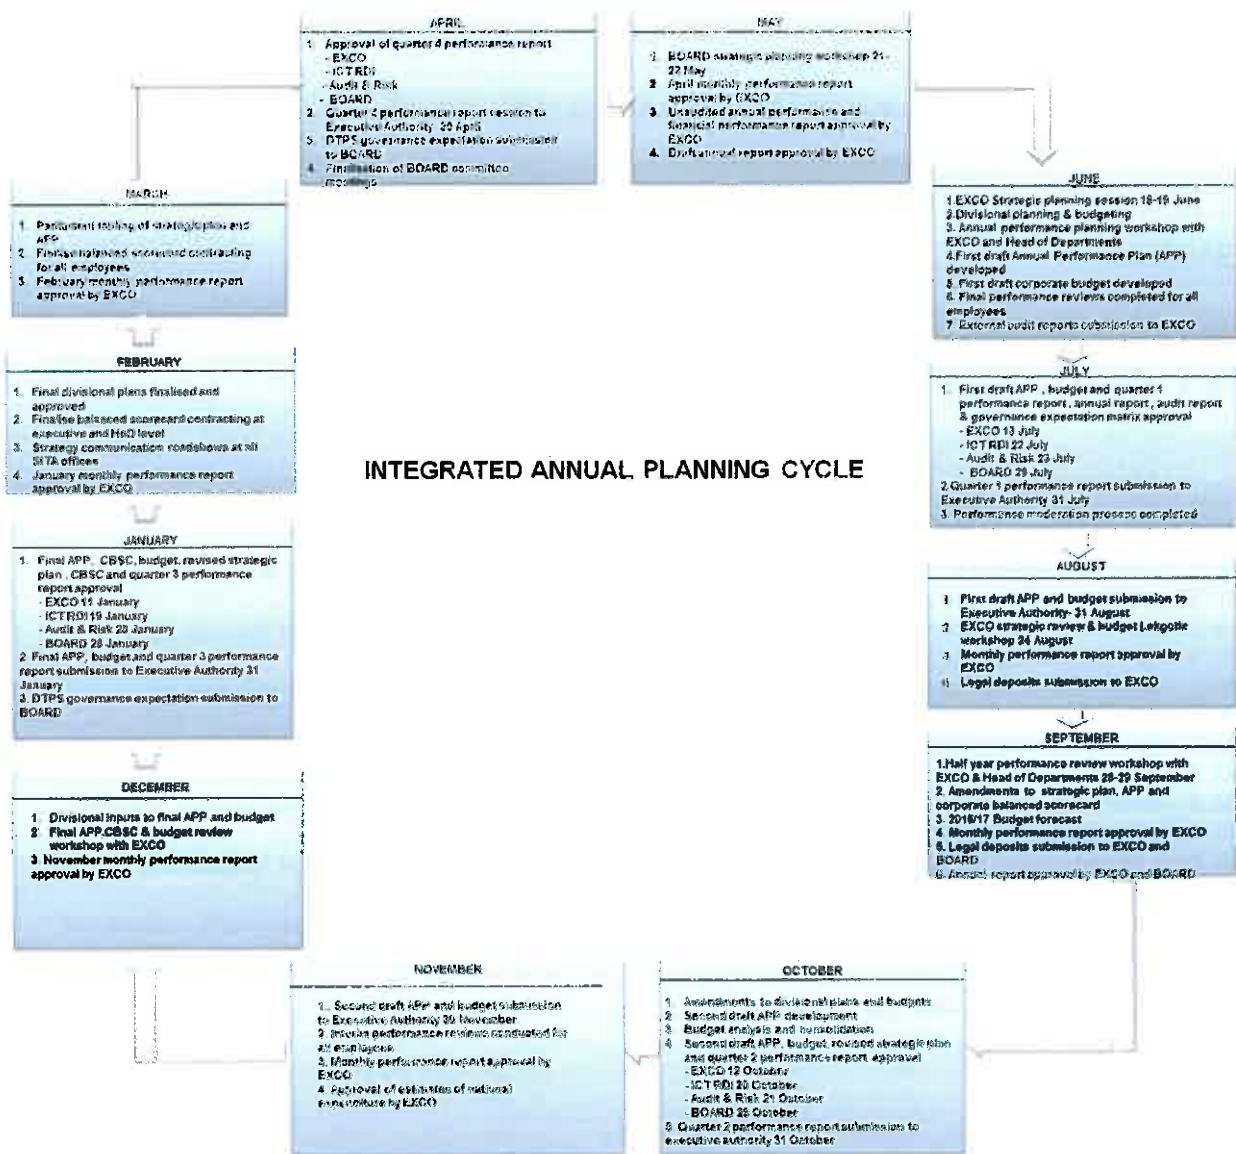 APRIL
1. Approval of quarter 4 performance report
- EXCO
- ICT RDI
- Audit & Risk
- BOARD
2. Quarter 4 performance report session to
Executive Authority 30 April
3. DTPS governance expectation submission
to BOARD
4. Finalisation of BOARD committee
meetings
MAY
1. BOARD strategic planning workshop 21-
22 May
2 April monthly performance report
approval by EXCO
3. Unaudited annual performance and
financial performance report approval by
EXCO
4. Draft annual report approval by EXCO
JUNE
1.EXCO Strategic planning session 18-19 June
2.Divisional planning & budgeting
3. Annual performance planning workshop with
EXCO and Head of Departments
4.First draft Annual Performance Plan (APP)
developed
5. First draft corporate budget developed
6. Final performance reviews completed for all
employees
7. External audit reports submission to EXCO
JULY
1. First draft APP , budget and quarter 1
performance report , annual report , audit report
& governance expectation matrix approval
- EXCO 13 July
- ICT RDI 22 July
- Audit & Risk 23 July
- BOARD 29 July
2.Quarter 1 performance report submission to
Executive Authority 31 July
3. Performance moderation process completed
AUGUST
First draft APP and budget submission to
Executive Authority- 31 August
2 EXCO strategic review & budget Lekgotla
workshop 24 August
3 Monthly performance report approval by
EXCO
Legal deposits submission to EXCO
SEPTEMBER
1.Half year performance review workshop with
EXCO & Head of Departments 28-29 September
2. Amendments to strategic plan, APP and
corporate balanced scorecard
3. 2016/17 Budget forecast
4. Monthly performance report approval by EXCO
5. Legal deposits submission to EXCO and
BOARD
6. Annual report approval by EXCO and BOARD
OCTOBER
1 Amendments to divisional plans and budgets
2 Second draft APP development
3 Budget analysis and consolidation
4 Second draft APP, budget, revised strategic plan
and quarter 2 performance report approval
- EXCO 12 October
- ICT RDI 20 October
- Audit & Risk 21 October
- BOARD 28 October
5 Quarter 2 performance report submission to
executive authority 31 October
NOVEMBER
1.. Second draft APP and budget submission
to Executive Authority 30 November
2. Interim performance reviews conducted for
all employees
3. Monthly performance report approval by
EXCO
4. Approval of estimates of national
expenditure by EXCO
DECEMBER
1. Divisional inputs to final APP and budget
2 Final APP,CBSC & budget review
workshop with EXCO
3. November monthly performance report
approval by EXCO
JANUARY
1. Final APP, CBSC, budget, revised strategic
plan , CBSC and quarter 3 performance
report approval
- EXCO 11 January
- ICT RDI 19 January
- Audit & Risk 20 January
- BOARD 28 January
2 Final APP, budget and quarter 3 performance
report submission to Executive Authority 31
January
3. DTPS governance expectation submission to
BOARD
FEBRUARY
1. Final divisional plans finalised and
approved
2. Finalise balanced scorecard contracting at
executive and HoD level
3. Strategy communication roadshows at all
SITA offices
4. January monthly performance report
approval by EXCO
MARCH
1. Parliament tabling of strategic plan and
APP
2. Finalise balanced scorecard contracting
for all employees
3. February monthly performance report
approval by EXCO
INTEGRATED ANNUAL PLANNING CYCLE